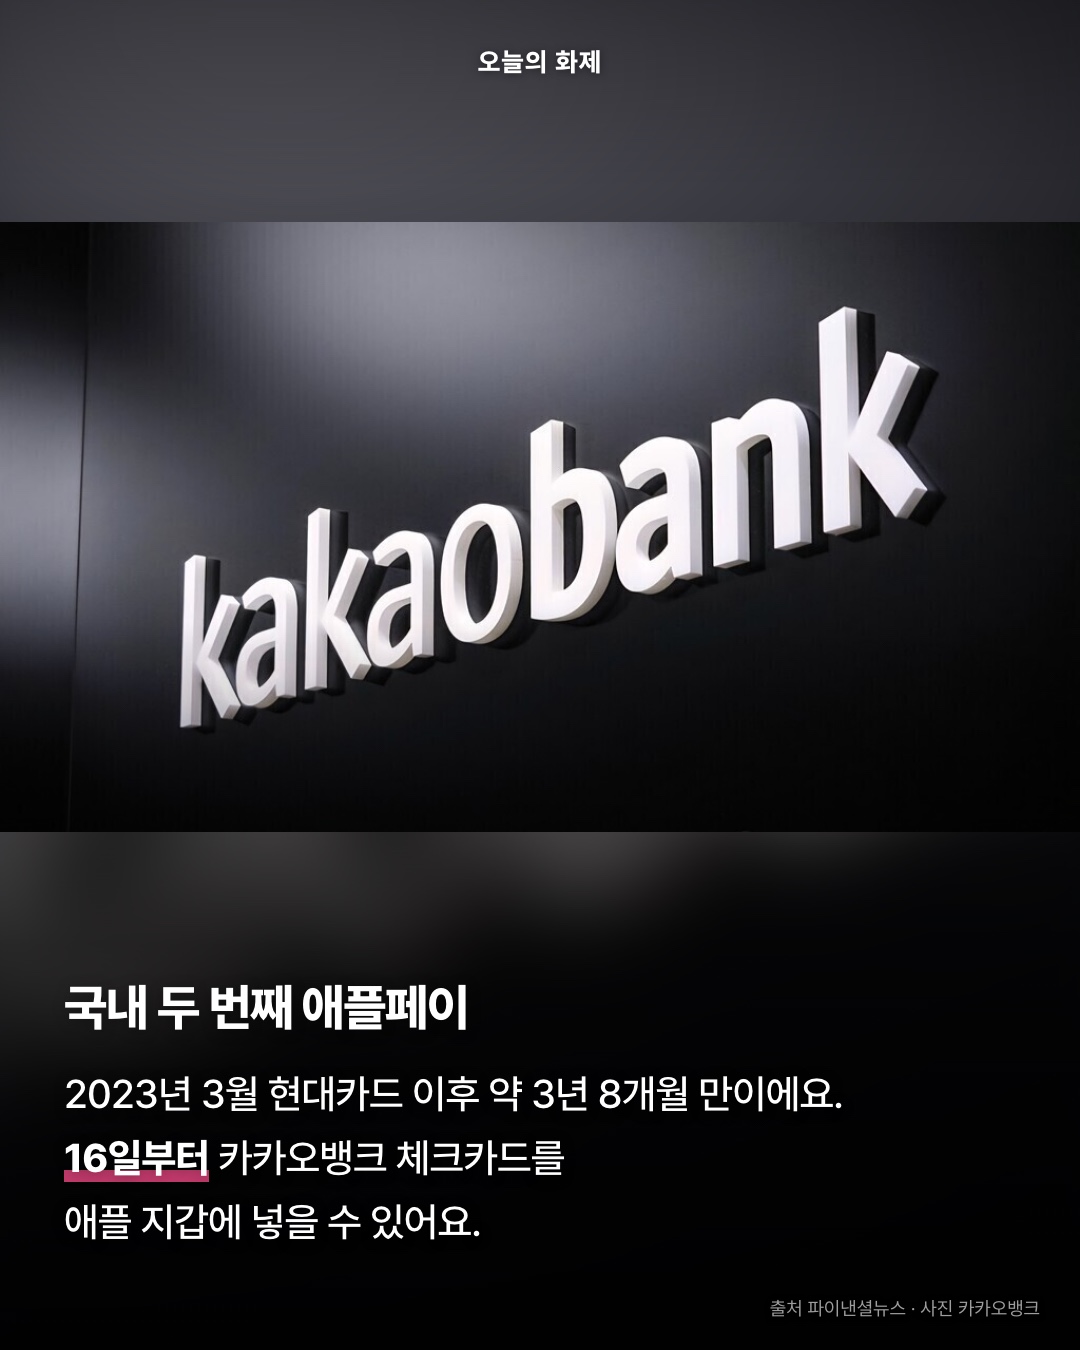 오늘의 화제
kakaobank
국내 두 번째 애플페이
2023년 3월 현대카드 이후 약 3년 8개월 만이에요.
16일부터 카카오뱅크 체크카드를
애플 지갑에 넣을 수 있어요.
출처 파이낸셜뉴스 · 사진 카카오뱅크